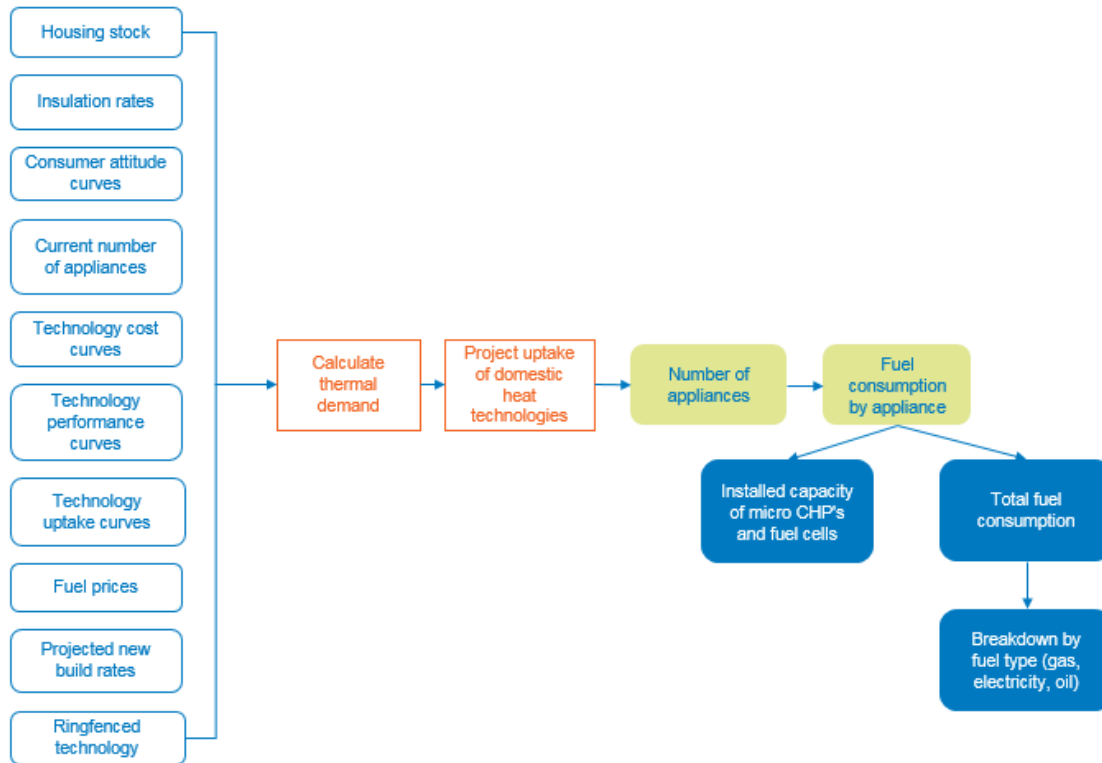 Housing stock
Insulation rates
Consumer attitude
curves
Current number
of appliances
Technology cost
curves
Technology
performance
curves
Technology
uptake curves
Fuel prices
Projected new
build rates
Ringfenced
technology
Calculate
thermal
demand
Project uptake
of domestic
heat
technologies
Number of
appliances
Fuel
consumption
by appliance
Installed capacity
of micro CHP's
and fuel cells
Total fuel
consumption
Breakdown by
fuel type (gas,
electricity, oil)